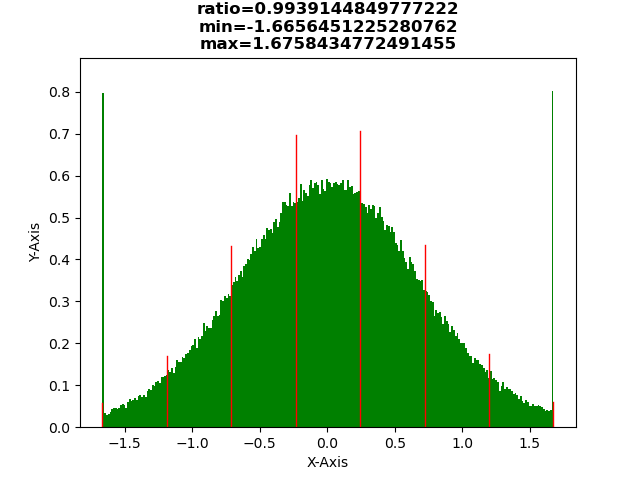 ratio=0.9939144849777222
min=-1.6656451225280762
max=1.6758434772491455
0.8
0.7
0.6
0.5
0.4
0.3
0.2
0.1
0.0
Y-Axis
−1.5 −1.0 −0.5 0.0 0.5 1.0 1.5
X-Axis